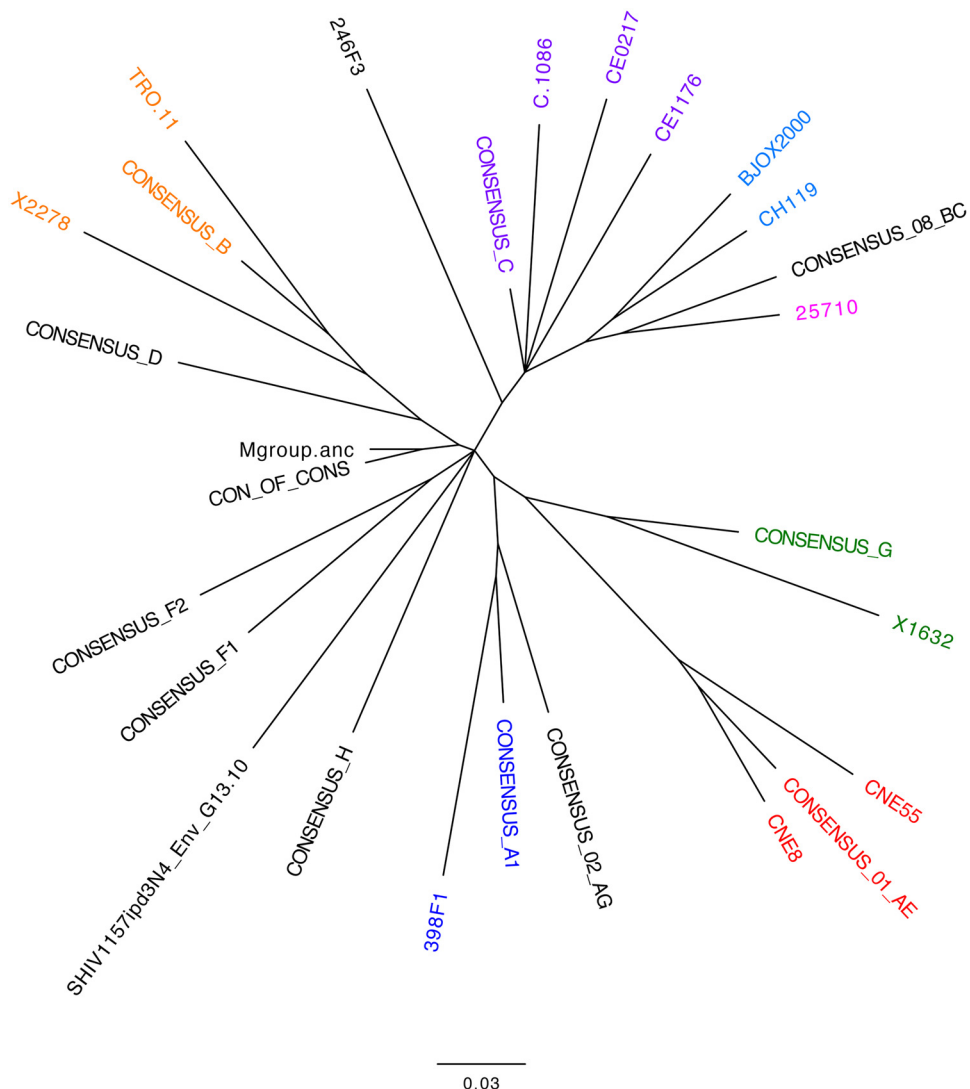 246F3
C.1086
CE0217
CE1176
TRO.11
CONSENSUS_B
X2278
CONSENSUS_C
BJOX2000
CH119
CONSENSUS_08_BC
25710
CONSENSUS_D
Mgroup.anc
CON_OF_CONS
CONSENSUS_G
X1632
CONSENSUS_F2
CONSENSUS_F1
SHIV1157ipd3N4_Env_G13.10
CONSENSUS_H
398F1
CONSENSUS_A1
CONSENSUS_02_AG
CNE8
CONSENSUS_01_AE
CNE55
0.03